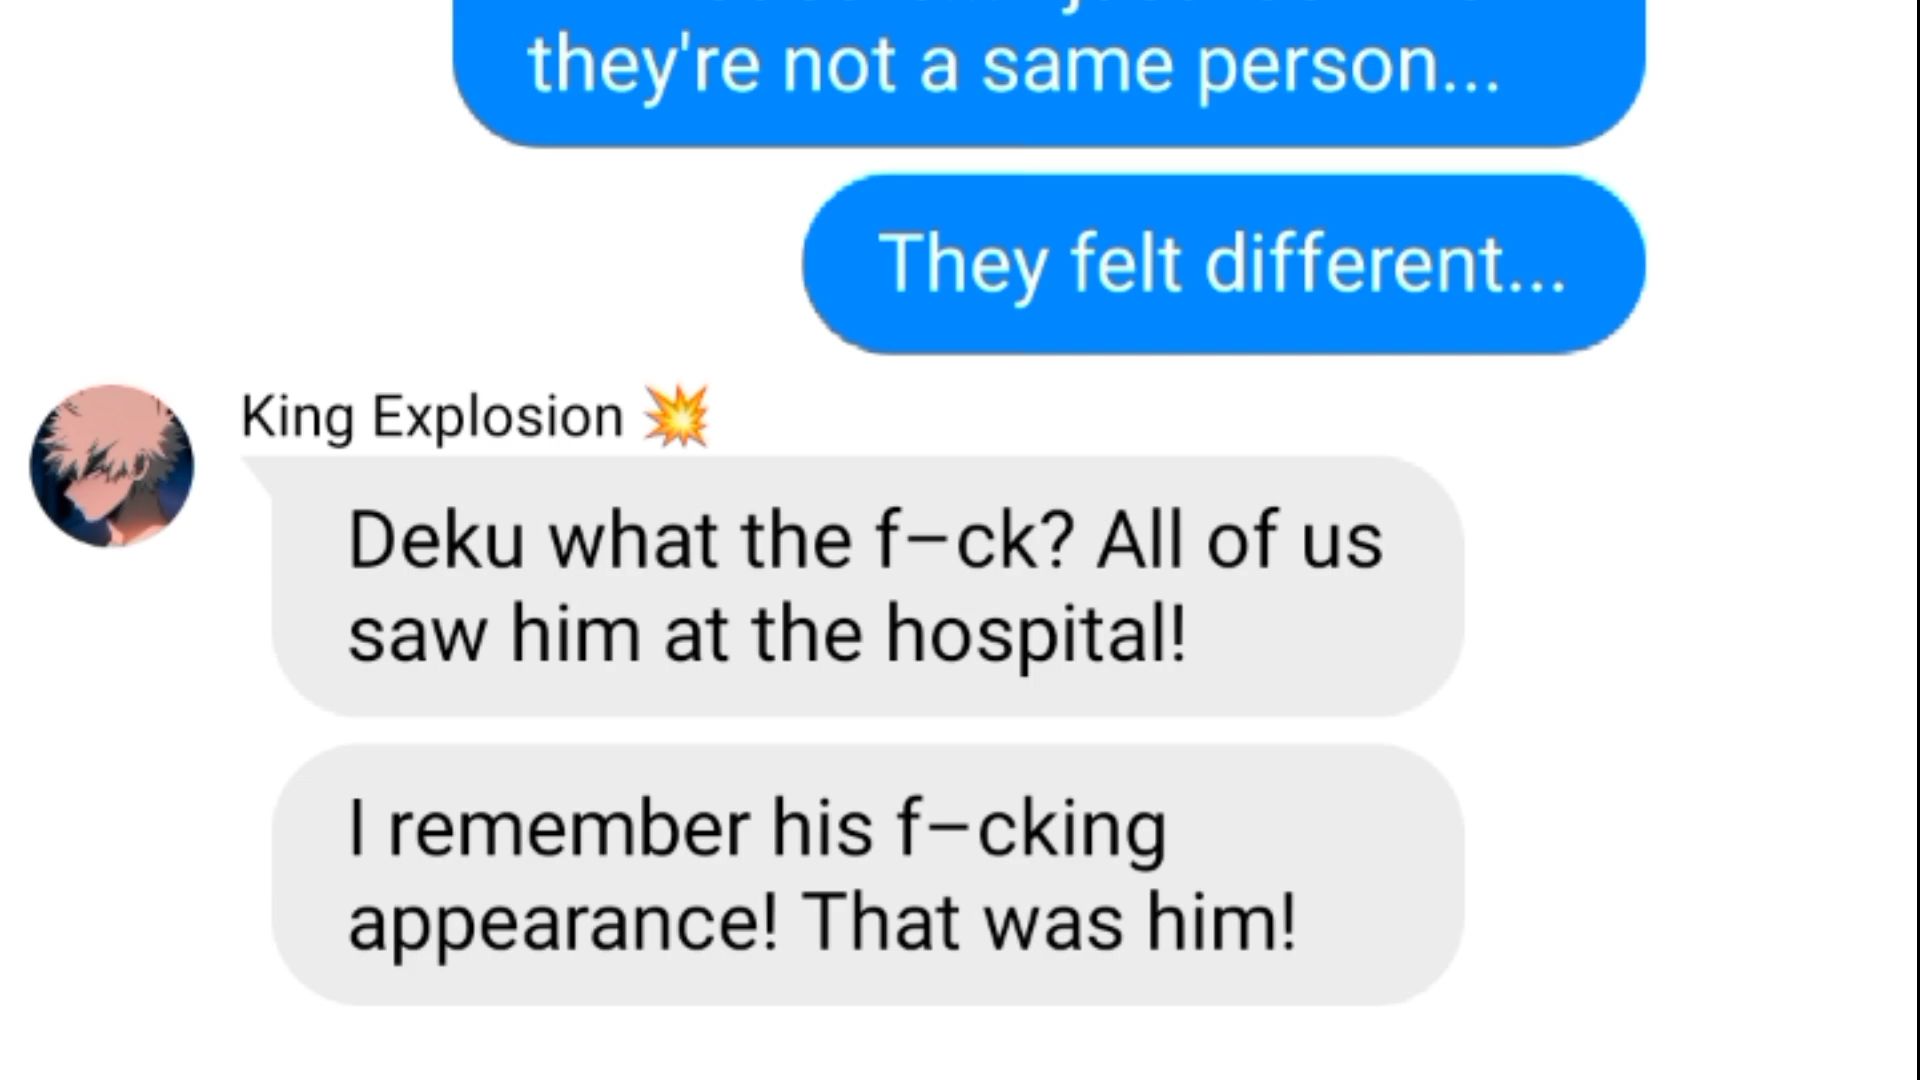 they're not a same person...
They felt different...
King Explosion 💥
Deku what the f–ck? All of us
saw him at the hospital!
I remember his f–cking
appearance! That was him!